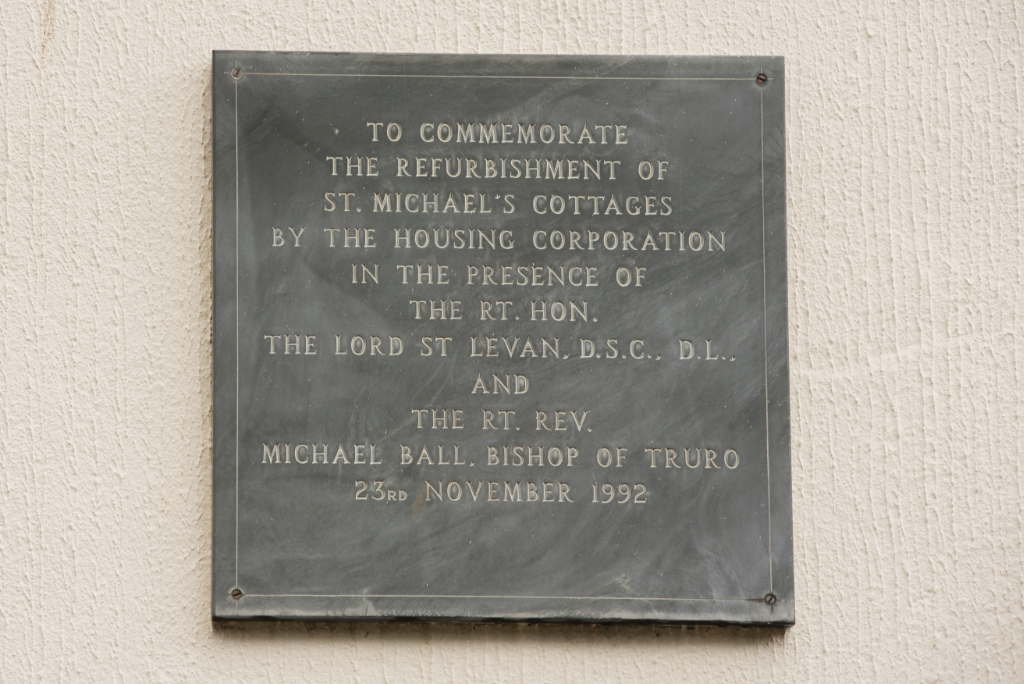 TO COMMEMORATE
THE REFURBISHMENT OF
ST. MICHAEL'S COTTAGES
BY THE HOUSING CORPORATION
IN THE PRESENCE OF
THE RT. HON.
THE LORD ST LEVAN, D.S.C., D.L.,
AND
THE RT. REV.
MICHAEL BALL, BISHOP OF TRURO
23RD NOVEMBER 1992